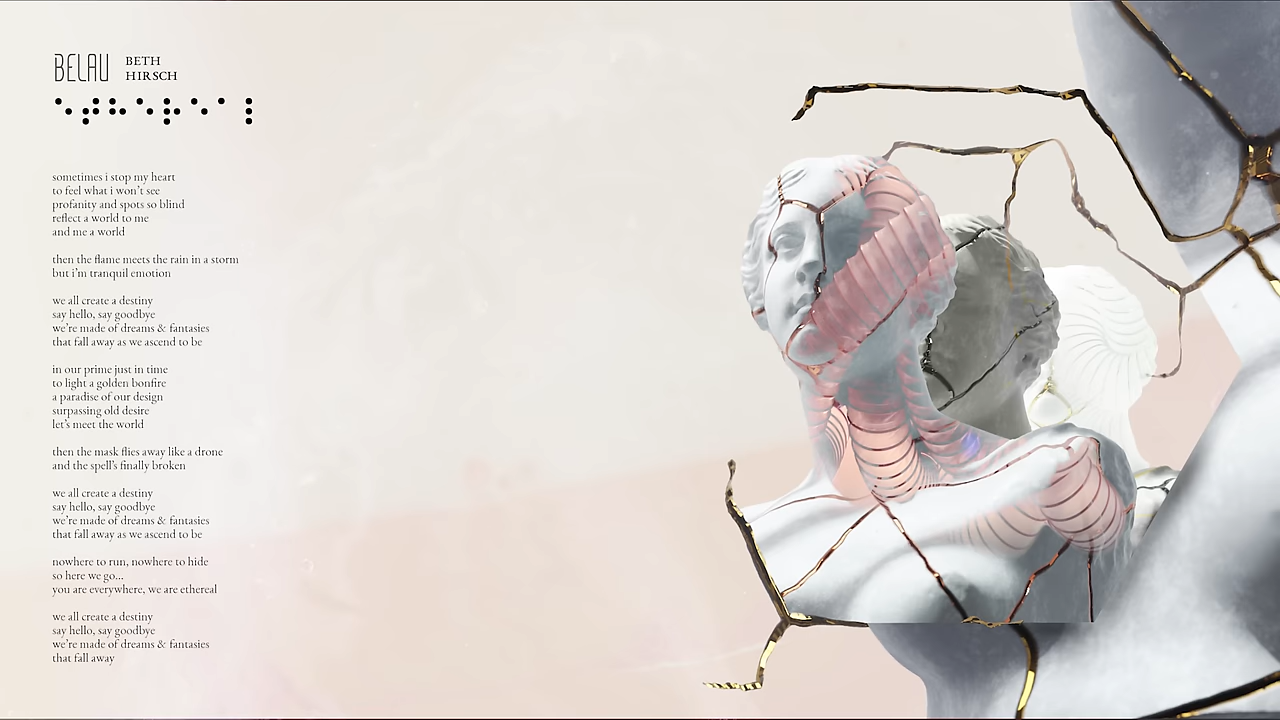 BELAU
BETH
HIRSCH
⠑⠞⠓⠑⠗⠑⠁⠇
sometimes i stop my heart
to feel what i won't see
profanity and spots so blind
reflect a world to me
and me a world
then the flame meets the rain in a storm
but i'm tranquil emotion
we all create a destiny
say hello, say goodbye
we're made of dreams & fantasies
that fall away as we ascend to be
in our prime just in time
to light a golden bonfire
a paradise of our design
surpassing old desire
let's meet the world
then the mask flies away like a drone
and the spell's finally broken
we all create a destiny
say hello, say goodbye
we're made of dreams & fantasies
that fall away as we ascend to be
nowhere to run, nowhere to hide
so here we go...
you are everywhere, we are ethereal
we all create a destiny
say hello, say goodbye
we're made of dreams & fantasies
that fall away